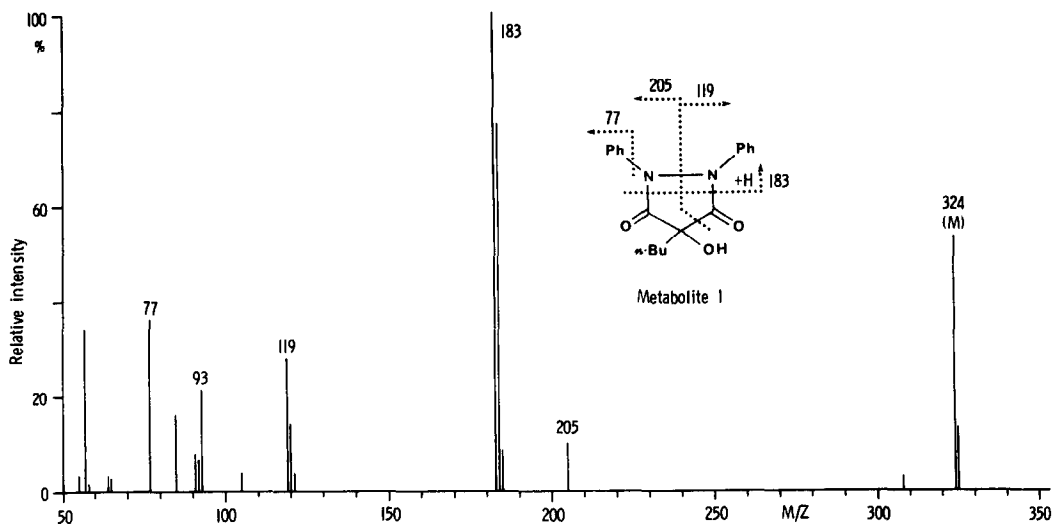 100
%
60
20
0
Relative intensity
77
93
119
183
205
324
(M)
205
119
77
Ph
Ph
N
N
+H
183
O
O
n-Bu
OH
Metabolite 1
50
100
150
200
250
M/Z
300
350